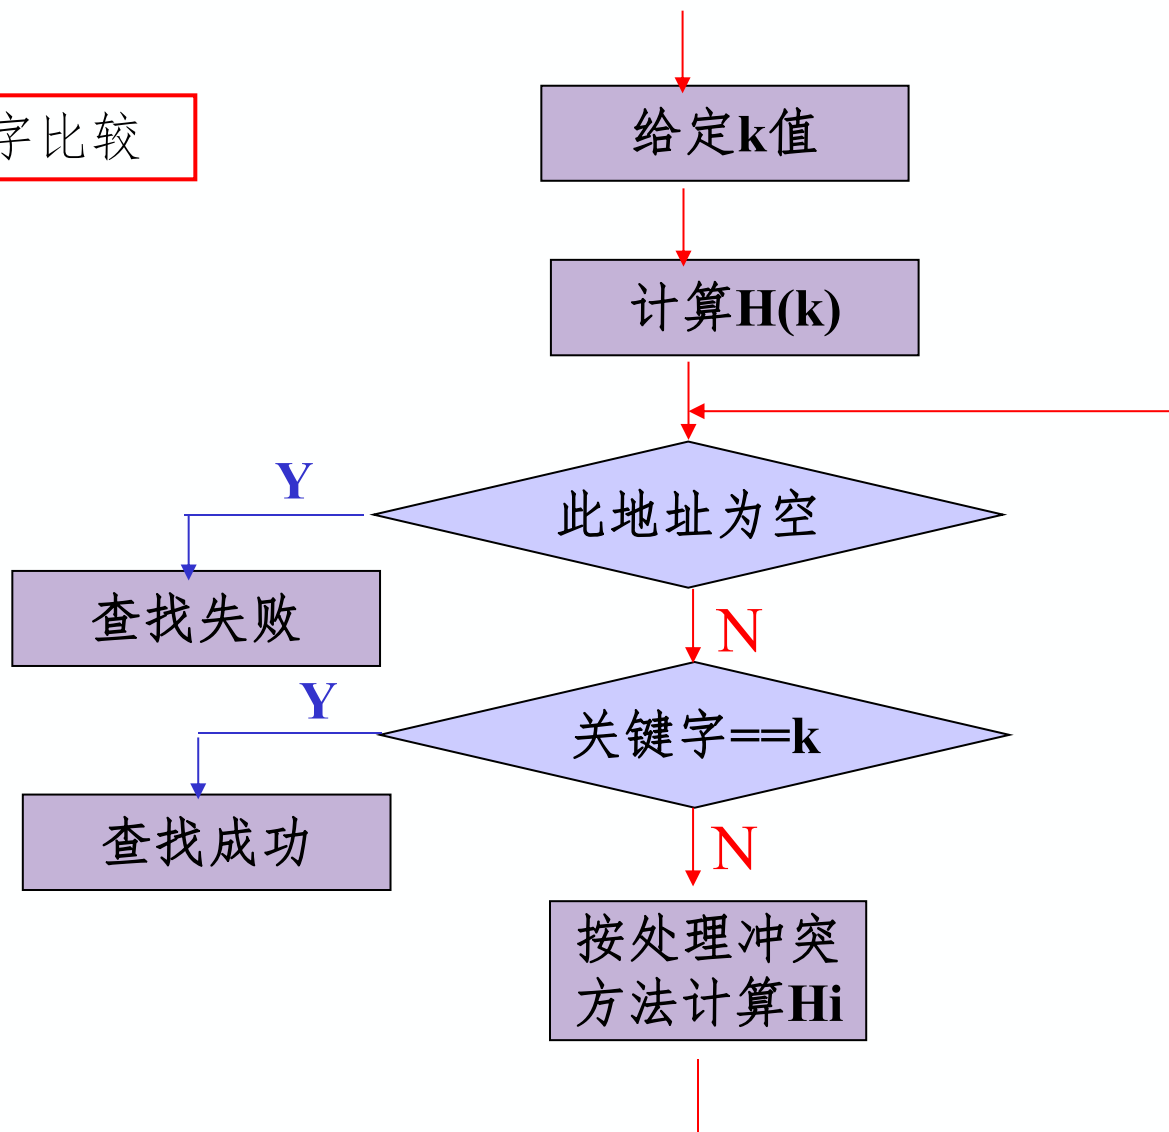 字比较
给定k值
计算H(k)
Y
此地址为空
查找失败
N
Y
关键字==k
查找成功
N
按处理冲突
方法计算Hi